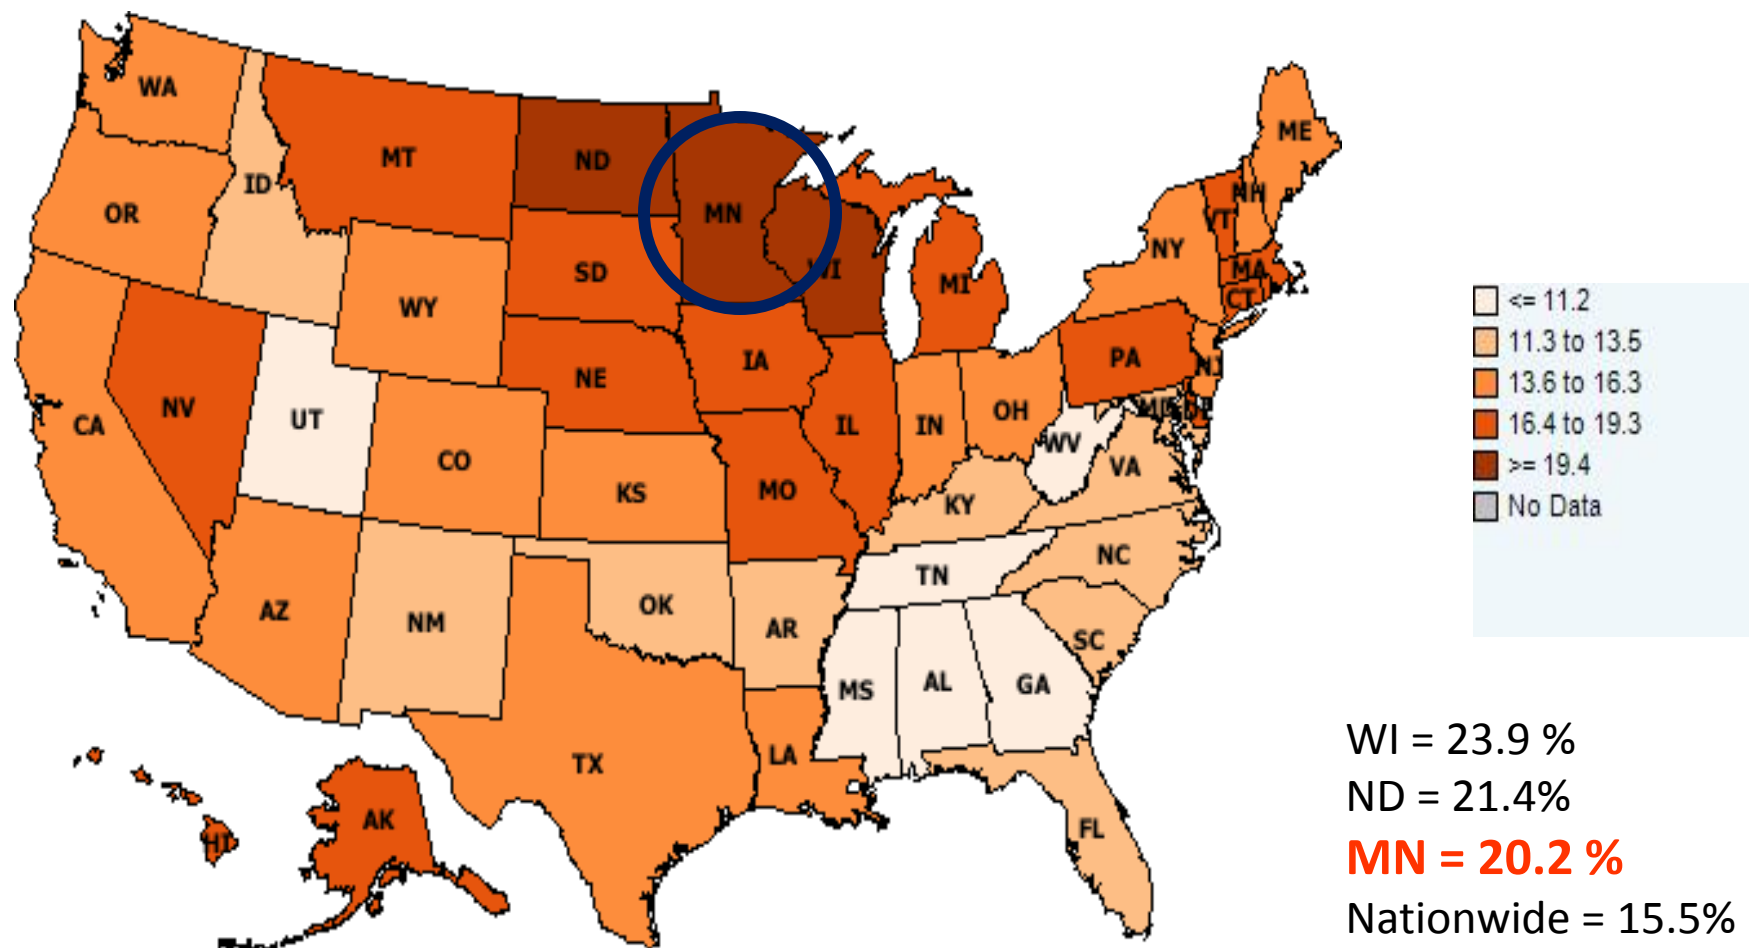 WA
MT
ND
MN
ID
OR
SD
WI
MI
ME
NH
VT
NY
MA
CT
WY
IA
NE
PA
NJ
NV
UT
CA
CO
KS
MO
IL
IN
OH
WV
MD
DE
VA
KY
NC
TN
AZ
NM
OK
AR
SC
MS
AL
GA
TX
LA
FL
AK
HI
<= 11.2
11.3 to 13.5
13.6 to 16.3
16.4 to 19.3
>= 19.4
No Data
WI = 23.9 %
ND = 21.4%
MN = 20.2 %
Nationwide = 15.5%